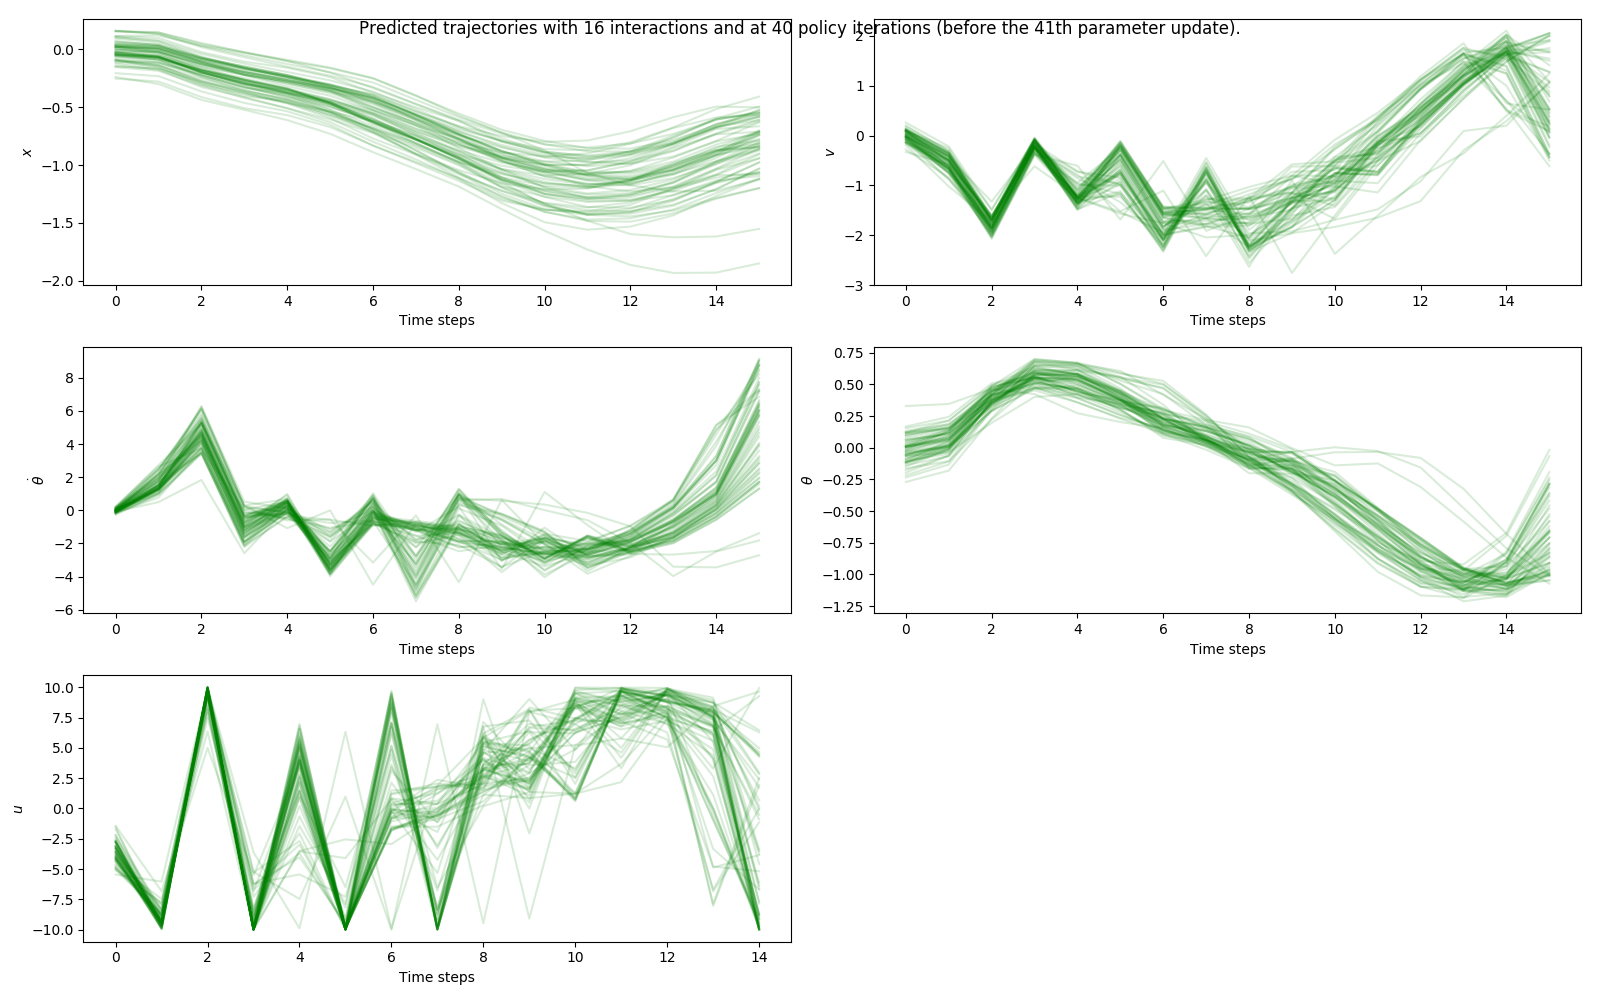 Predicted trajectories with 16 interactions and at 40 policy iterations (before the 41th parameter update).
0.0
−0.5
−1.0
−1.5
−2.0
x
0 2 4 6 8 10 12 14
Time steps
2
1
0
−1
−2
−3
v
0 2 4 6 8 10 12 14
Time steps
8
6
4
2
0
−2
−4
−6
θ̇
0 2 4 6 8 10 12 14
Time steps
0.75
0.50
0.25
0.00
−0.25
−0.50
−0.75
−1.00
−1.25
θ
0 2 4 6 8 10 12 14
Time steps
10.0
7.5
5.0
2.5
0.0
−2.5
−5.0
−7.5
−10.0
u
0 2 4 6 8 10 12 14
Time steps